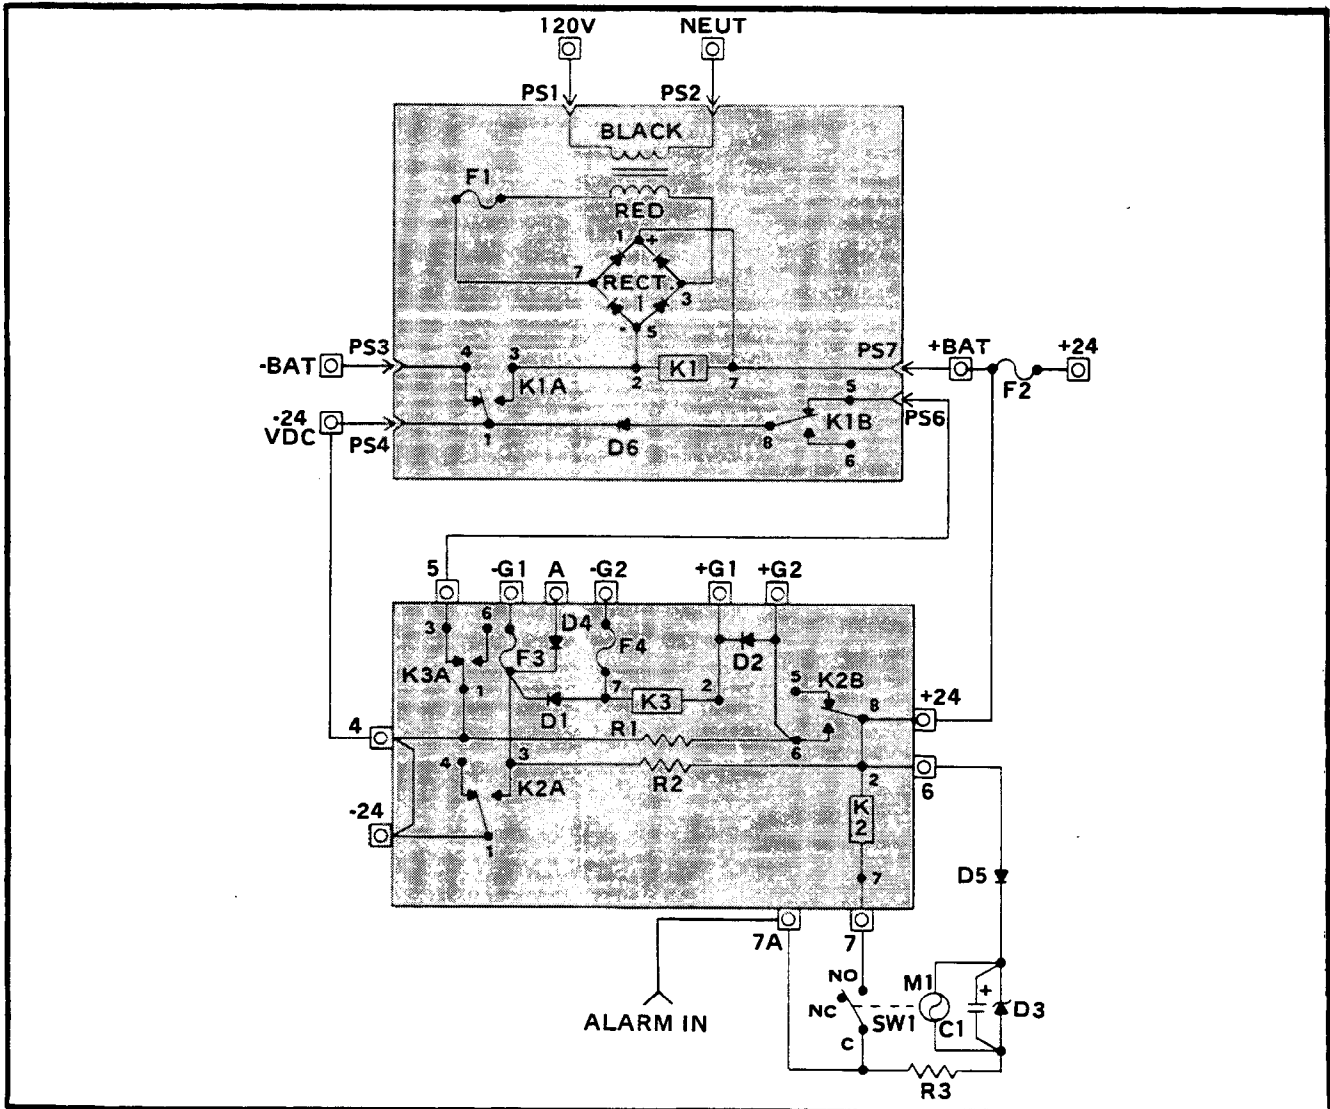 120V NEUT
PS1 PS2
BLACK
F1
RED
1 +
7 RECT. 3
- 5
-BAT PS3 4 3 K1A 2 K1 7 PS7 +BAT F2 +24
-24 VDC PS4 1 D6 8 K1B 5 6 PS6
5 -G1 A -G2 +G1 +G2
3 6 F3 D4 F4 D2
K3A 1 D1 7 K3 2 5 K2B 8 +24
4 R1 6
4 3 K2A R2 2 6
-24 1 K2
7
7A 7
D5
ALARM IN
NO
NC SW1 M1 + C1 D3
C
R3